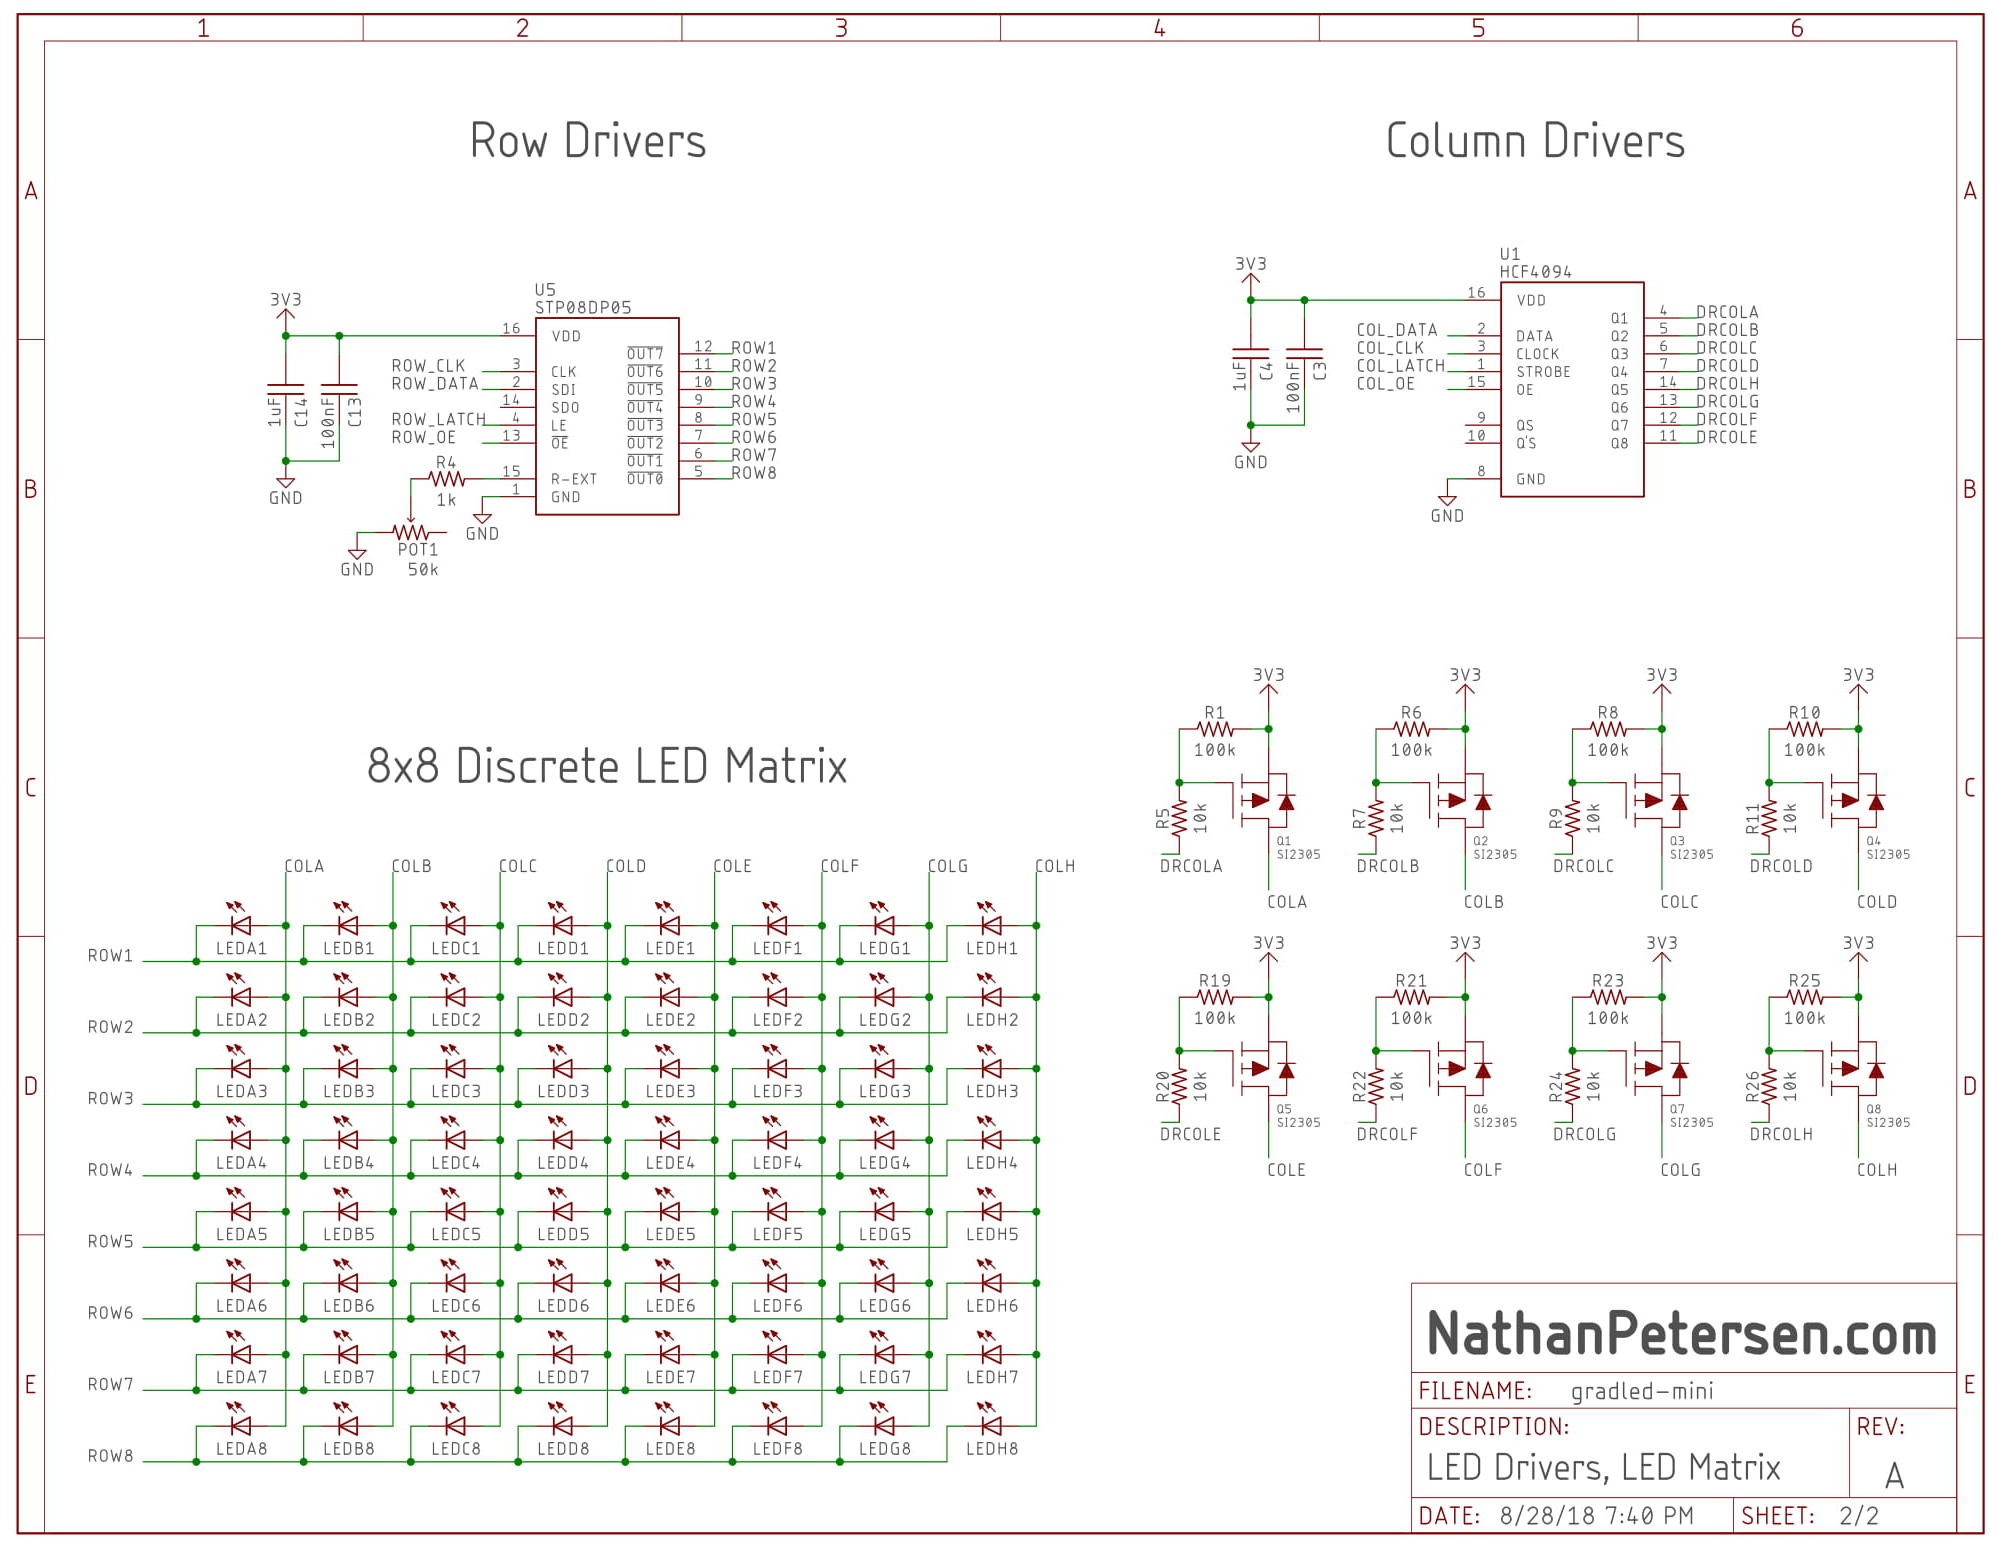 1 2 3 4 5 6
Row Drivers
Column Drivers
A A
B B
C C
D D
E E
3V3
1uF
C14
100nF
C13
GND
U5
STP08DP05
16 VDD
ROW_CLK 3 CLK
ROW_DATA 2 SDI
14 SDO
ROW_LATCH 4 LE
ROW_OE 13 OE
R4
1k
15 R-EXT
1 GND
GND
POT1
50k
GND
OUT7 12 ROW1
OUT6 11 ROW2
OUT5 10 ROW3
OUT4 9 ROW4
OUT3 8 ROW5
OUT2 7 ROW6
OUT1 6 ROW7
OUT0 5 ROW8
3V3
1uF
C4
100nF
C3
GND
U1
HCF4094
16 VDD
COL_DATA 2 DATA
COL_CLK 3 CLOCK
COL_LATCH 1 STROBE
COL_OE 15 OE
9 QS
10 Q'S
8 GND
GND
Q1 4 DRCOLA
Q2 5 DRCOLB
Q3 6 DRCOLC
Q4 7 DRCOLD
Q5 14 DRCOLH
Q6 13 DRCOLG
Q7 12 DRCOLF
Q8 11 DRCOLE
8x8 Discrete LED Matrix
COLA COLB COLC COLD COLE COLF COLG COLH
LEDA1 LEDB1 LEDC1 LEDD1 LEDE1 LEDF1 LEDG1 LEDH1
ROW1
LEDA2 LEDB2 LEDC2 LEDD2 LEDE2 LEDF2 LEDG2 LEDH2
ROW2
LEDA3 LEDB3 LEDC3 LEDD3 LEDE3 LEDF3 LEDG3 LEDH3
ROW3
LEDA4 LEDB4 LEDC4 LEDD4 LEDE4 LEDF4 LEDG4 LEDH4
ROW4
LEDA5 LEDB5 LEDC5 LEDD5 LEDE5 LEDF5 LEDG5 LEDH5
ROW5
LEDA6 LEDB6 LEDC6 LEDD6 LEDE6 LEDF6 LEDG6 LEDH6
ROW6
LEDA7 LEDB7 LEDC7 LEDD7 LEDE7 LEDF7 LEDG7 LEDH7
ROW7
LEDA8 LEDB8 LEDC8 LEDD8 LEDE8 LEDF8 LEDG8 LEDH8
ROW8
3V3 3V3 3V3 3V3
R1 R6 R8 R10
100k 100k 100k 100k
R5 10k R7 10k R9 10k R11 10k
Q1 Q2 Q3 Q4
SI2305 SI2305 SI2305 SI2305
DRCOLA DRCOLB DRCOLC DRCOLD
COLA COLB COLC COLD
3V3 3V3 3V3 3V3
R19 R21 R23 R25
100k 100k 100k 100k
R20 10k R22 10k R24 10k R26 10k
Q5 Q6 Q7 Q8
SI2305 SI2305 SI2305 SI2305
DRCOLE DRCOLF DRCOLG DRCOLH
COLE COLF COLG COLH
NathanPetersen.com
FILENAME: gradled-mini
DESCRIPTION: REV:
LED Drivers, LED Matrix A
DATE: 8/28/18 7:40 PM SHEET: 2/2